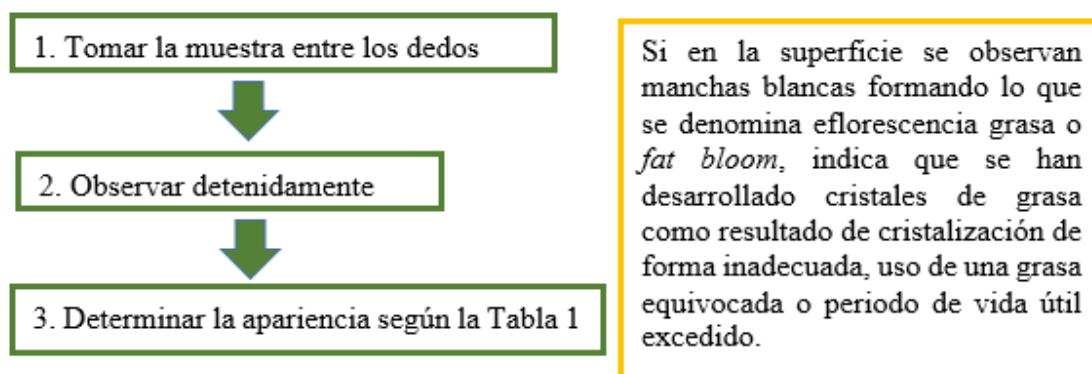 1. Tomar la muestra entre los dedos
2. Observar detenidamente
3. Determinar la apariencia según la Tabla 1
Si en la superficie se observan
manchas blancas formando lo que
se denomina eflorescencia grasa o
fat bloom, indica que se han
desarrollado cristales de grasa
como resultado de cristalización de
forma inadecuada, uso de una grasa
equivocada o periodo de vida útil
excedido.